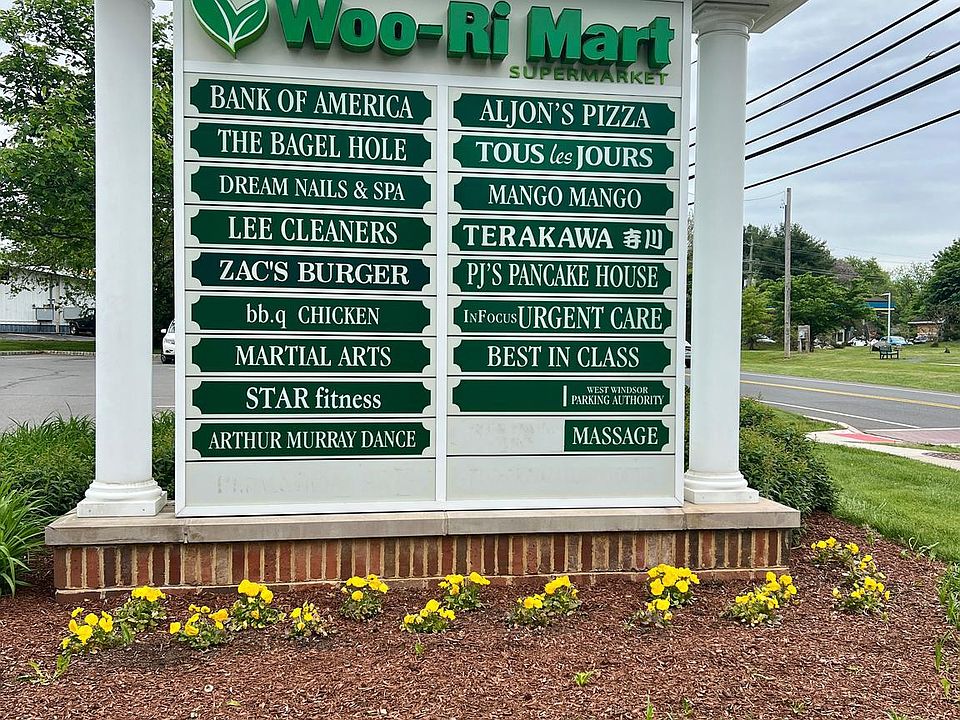 Woo-Ri Mart
SUPERMARKET
BANK OF AMERICA
THE BAGEL HOLE
DREAM NAILS & SPA
LEE CLEANERS
ZAC'S BURGER
bb.q CHICKEN
MARTIAL ARTS
STAR fitness
ARTHUR MURRAY DANCE
ALJON'S PIZZA
TOUS les JOURS
MANGO MANGO
TERAKAWA 寺川
PJ'S PANCAKE HOUSE
INFOCUS URGENT CARE
BEST IN CLASS
WEST WINDSOR
PARKING AUTHORITY
MASSAGE